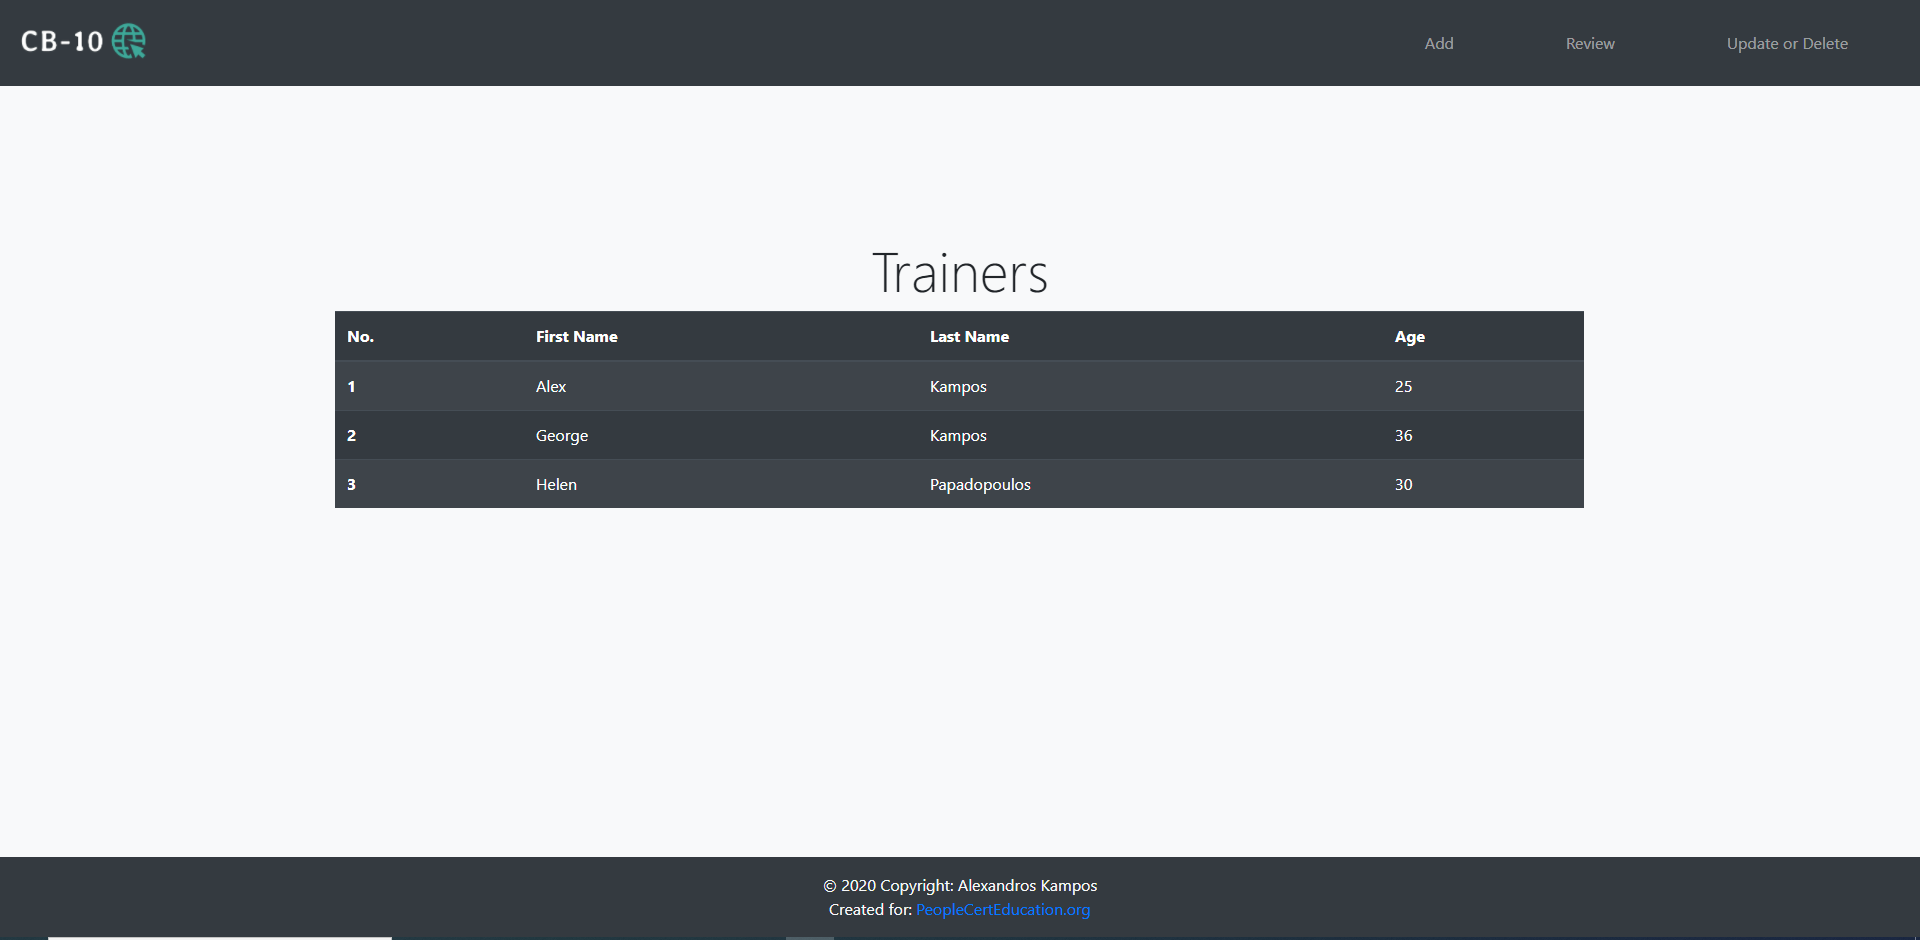 CB-10
Add Review Update or Delete
Trainers
No. First Name Last Name Age
1 Alex Kampos 25
2 George Kampos 36
3 Helen Papadopoulos 30
© 2020 Copyright: Alexandros Kampos
Created for: PeopleCertEducation.org